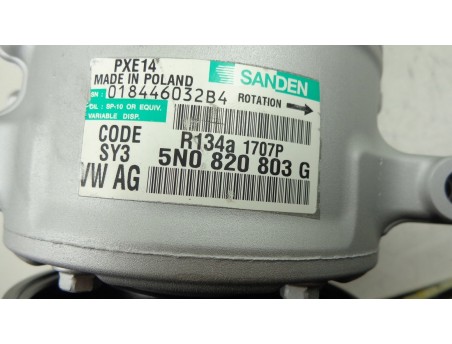 PXE14
MADE IN POLAND
SANDEN
SN: 018446032B4
ROTATION
OIL: SP-10 OR EQUIV.
VARIABLE DISP.
CODE
SY3
R134a 1707P
5N0 820 803 G
VW AG